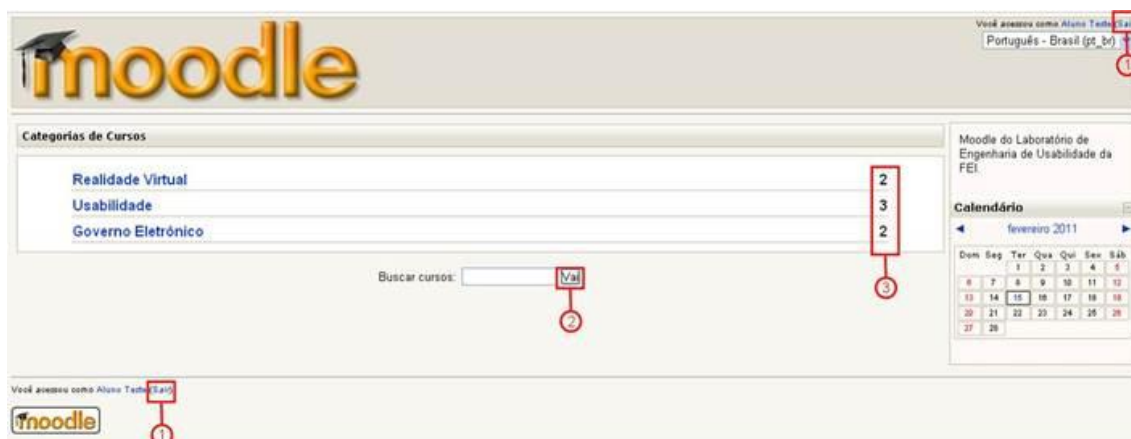 Você acessou como Aluno Teste (Sai
Português - Brasil (pt_br)
1
moodle
Categorias de Cursos
Realidade Virtual 2
Usabilidade 3
Governo Eletrônico 2
3
Buscar cursos: Vai
2
Moodle do Laboratório de
Engenharia de Usabilidade da
FEI.
Calendário
fevereiro 2011
Dom Seg Ter Qua Qui Sex Sáb
1 2 3 4 5
6 7 8 9 10 11 12
13 14 15 16 17 18 19
20 21 22 23 24 25 26
27 28
Você acessou como Aluno Teste (Sair)
moodle
1